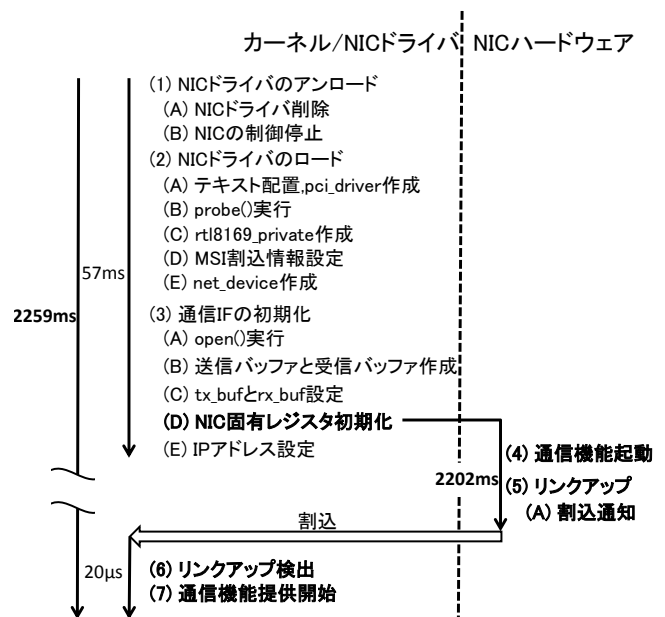 カーネル/NICドライバ NICハードウェア
(1) NICドライバのアンロード
(A) NICドライバ削除
(B) NICの制御停止
(2) NICドライバのロード
(A) テキスト配置,pci_driver作成
(B) probe()実行
(C) rtl8169_private作成
(D) MSI割込情報設定
57ms
(E) net_device作成
2259ms
(3) 通信IFの初期化
(A) open()実行
(B) 送信バッファと受信バッファ作成
(C) tx_bufとrx_buf設定
(D) NIC固有レジスタ初期化
(E) IPアドレス設定
(4) 通信機能起動
2202ms
(5) リンクアップ
(A) 割込通知
割込
20μs
(6) リンクアップ検出
(7) 通信機能提供開始